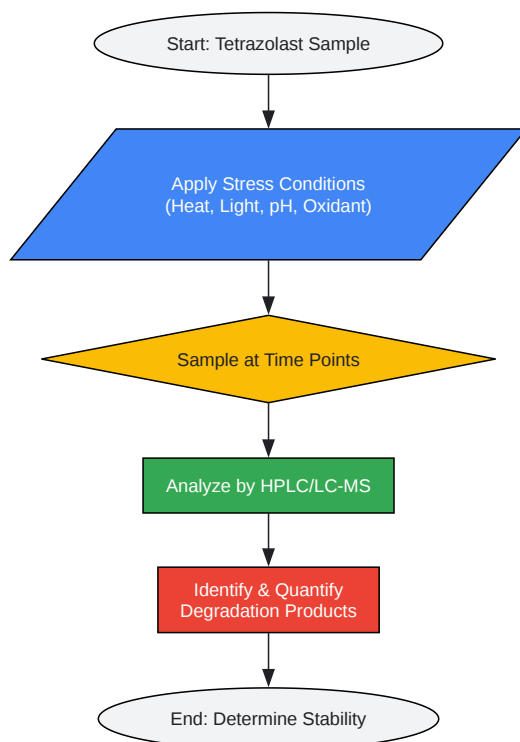 Start: Tetrazolast Sample
Apply Stress Conditions
(Heat, Light, pH, Oxidant)
Sample at Time Points
Analyze by HPLC/LC-MS
Identify & Quantify
Degradation Products
End: Determine Stability